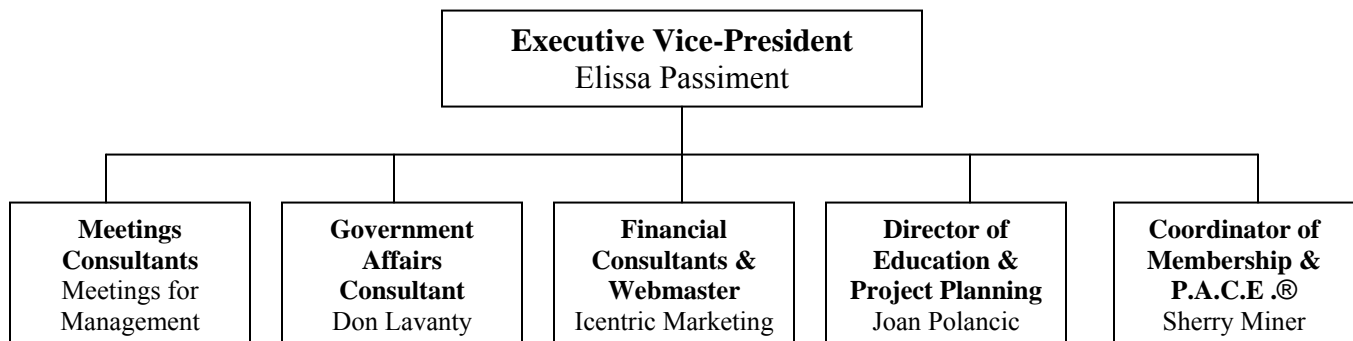 Executive Vice-President
Elissa Passiment
Meetings
Consultants
Meetings for
Management
Government
Affairs
Consultant
Don Lavanty
Financial
Consultants &
Webmaster
Icentric Marketing
Director of
Education &
Project Planning
Joan Polancic
Coordinator of
Membership &
P.A.C.E .®
Sherry Miner